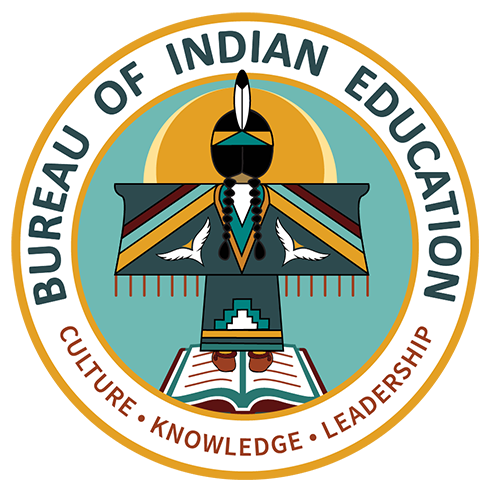 BUREAU OF INDIAN EDUCATION
CULTURE • KNOWLEDGE • LEADERSHIP